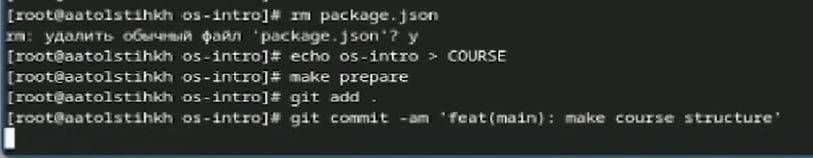 [root@aatolstihkh os-intro]# rm package.json
rm: удалить обычный файл 'package.json'? y
[root@aatolstihkh os-intro]# echo os-intro > COURSE
[root@aatolstihkh os-intro]# make prepare
[root@aatolstihkh os-intro]# git add .
[root@aatolstihkh os-intro]# git commit -am 'feat(main): make course structure'